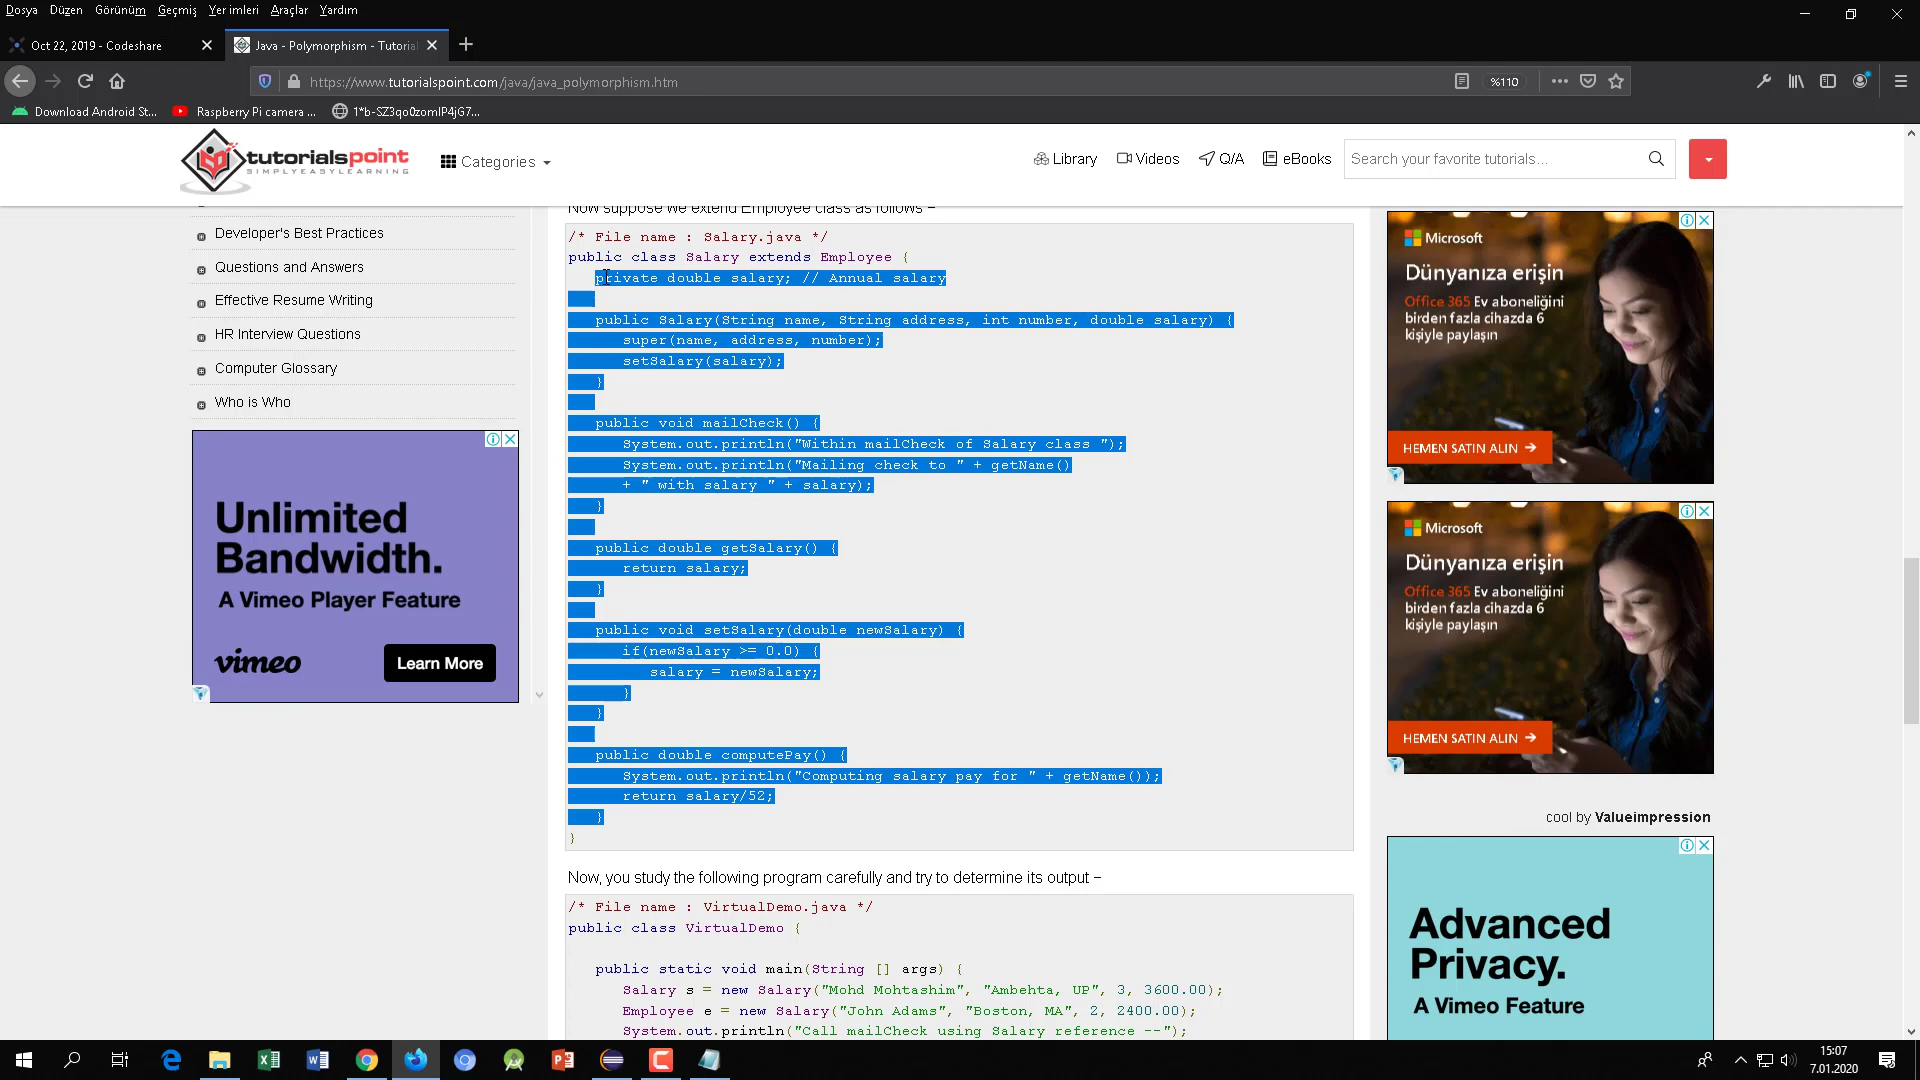 Dosya Düzen Görünüm Geçmiş Yer imleri Araçlar Yardım
Oct 22, 2019 - Codeshare
Java - Polymorphism - Tutorial
https://www.tutorialspoint.com/java/java_polymorphism.htm
%110
Download Android St...
Raspberry Pi camera ...
1*b-SZ3qo0zomIP4jG7...
tutorialspoint
SIMPLYEASYLEARNING
Categories
Library
Videos
Q/A
eBooks
Search your favorite tutorials...
Developer's Best Practices
Questions and Answers
Effective Resume Writing
HR Interview Questions
Computer Glossary
Who is Who
Unlimited
Bandwidth.
A Vimeo Player Feature
vimeo
Learn More
Now suppose we extend Employee class as follows −
/* File name : Salary.java */
public class Salary extends Employee {
private double salary; // Annual salary
public Salary(String name, String address, int number, double salary) {
super(name, address, number);
setSalary(salary);
}
public void mailCheck() {
System.out.println("Within mailCheck of Salary class ");
System.out.println("Mailing check to " + getName()
+ " with salary " + salary);
}
public double getSalary() {
return salary;
}
public void setSalary(double newSalary) {
if(newSalary >= 0.0) {
salary = newSalary;
}
}
public double computePay() {
System.out.println("Computing salary pay for " + getName());
return salary/52;
}
}
Now, you study the following program carefully and try to determine its output −
/* File name : VirtualDemo.java */
public class VirtualDemo {
public static void main(String [] args) {
Salary s = new Salary("Mohd Mohtashim", "Ambehta, UP", 3, 3600.00);
Employee e = new Salary("John Adams", "Boston, MA", 2, 2400.00);
System.out.println("Call mailCheck using Salary reference --");
Microsoft
Dünyanıza erişin
Office 365 Ev aboneliğini
birden fazla cihazda 6
kişiyle paylaşın
HEMEN SATIN ALIN
Microsoft
Dünyanıza erişin
Office 365 Ev aboneliğini
birden fazla cihazda 6
kişiyle paylaşın
HEMEN SATIN ALIN
cool by Valueimpression
Advanced
Privacy.
A Vimeo Feature
15:07
7.01.2020